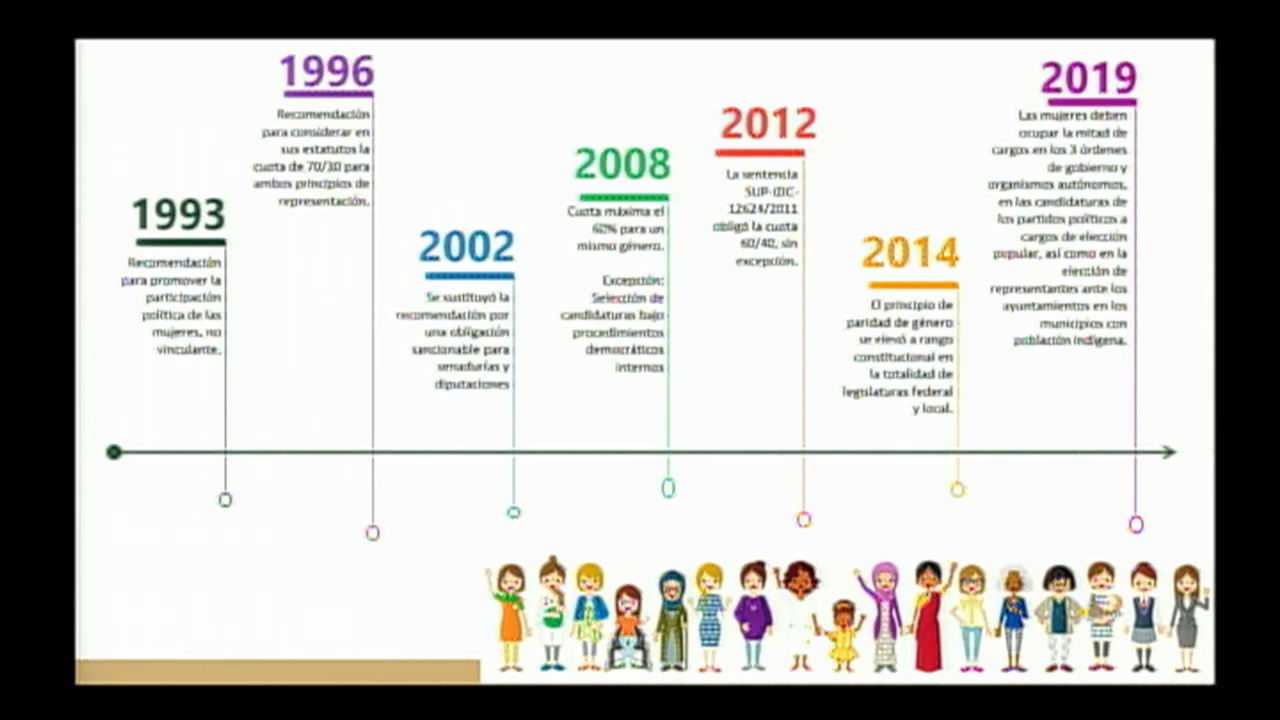 1993
Recomendación
para promover la
participación
política de las
mujeres, no
vinculante.
1996
Recomendación
para considerar en
sus estatutos la
cuota de 70/30 para
ambos principios de
representación.
2002
Se sustituyó la
recomendación por
una obligación
sancionable para
senadurías y
diputaciones
2008
Cuota máxima el
60% para un
mismo género.
Excepción:
Selección de
candidaturas bajo
procedimientos
democráticos
internos
2012
La sentencia
SUP-JDC-
12624/2011
obligó la cuota
60/40, sin
excepción.
2014
El principio de
paridad de género
se elevó a rango
constitucional en
la totalidad de
legislaturas federal
y local.
2019
Las mujeres deben
ocupar la mitad de
cargos en los 3 órdenes
de gobierno y
organismos autónomos,
en las candidaturas de
los partidos políticos a
cargos de elección
popular, así como en la
elección de
representantes ante los
ayuntamientos en los
municipios con
población indígena.